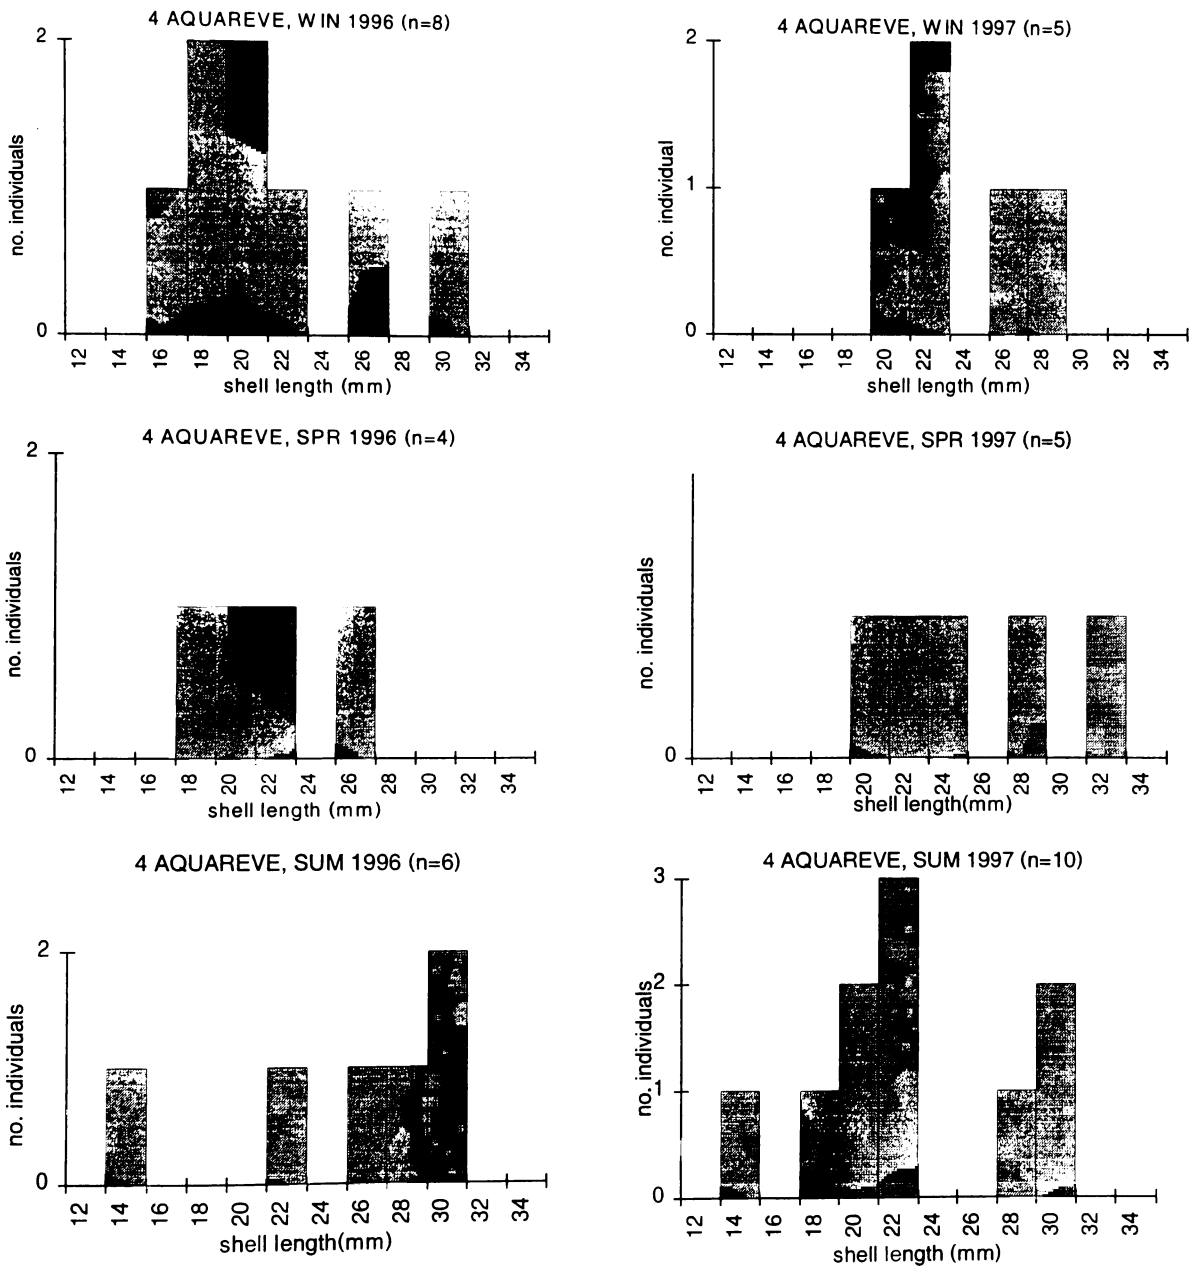 4 AQUAREVE, WIN 1996 (n=8)
2
0
no. individuals
12 14 16 18 20 22 24 26 28 30 32 34
shell length (mm)
4 AQUAREVE, WIN 1997 (n=5)
2
1
0
no. individual
12 14 16 18 20 22 24 26 28 30 32 34
shell length (mm)
4 AQUAREVE, SPR 1996 (n=4)
2
0
no. individuals
12 14 16 18 20 22 24 26 28 30 32 34
shell length (mm)
4 AQUAREVE, SPR 1997 (n=5)
0
no. individuals
12 14 16 18 20 22 24 26 28 30 32 34
shell length(mm)
4 AQUAREVE, SUM 1996 (n=6)
2
1
0
no. individuals
12 14 16 18 20 22 24 26 28 30 32 34
shell length(mm)
4 AQUAREVE, SUM 1997 (n=10)
3
2
1
0
no. individuals
12 14 16 18 20 22 24 26 28 30 32 34
shell length (mm)